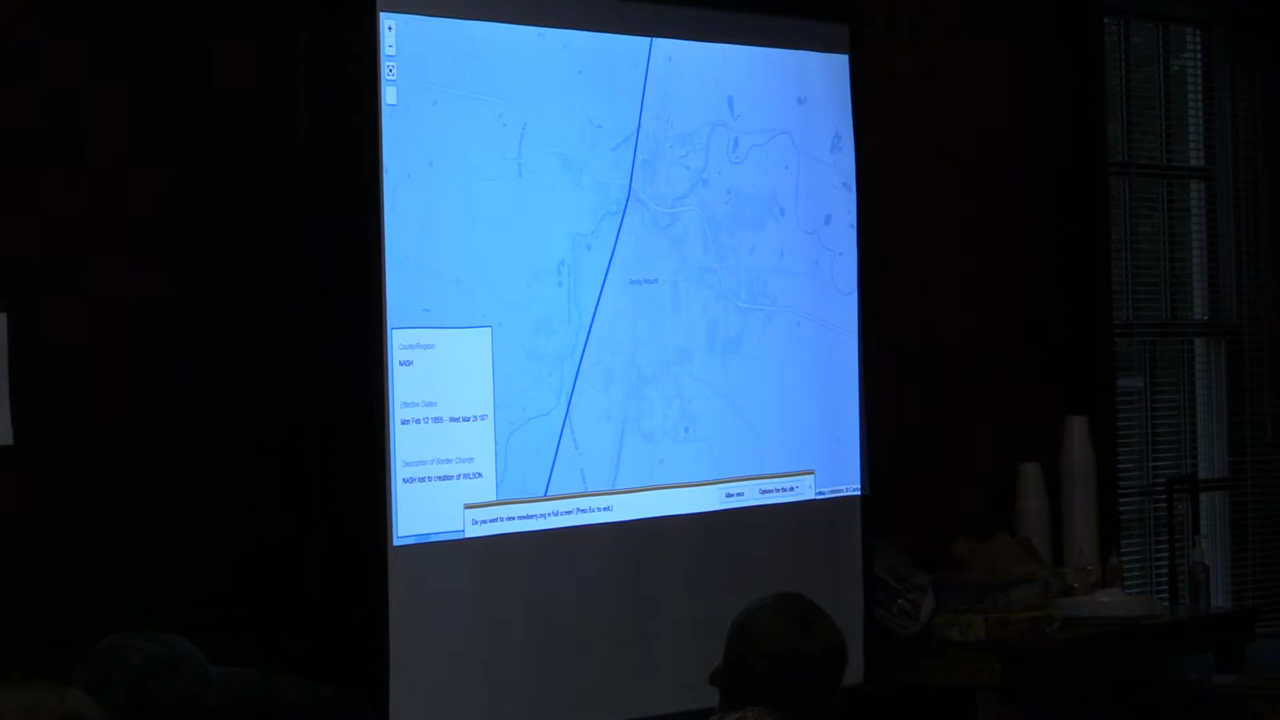 +
−
Rocky Mount
County/Region:
NASH
Effective Dates:
Mon Feb 12 1855 - Wed Mar 29 1871
Description of Border Change:
NASH lost to creation of WILSON.
Do you want to view newberry.org in full screen? (Press Esc to exit.)
Allow once
Options for this site
x